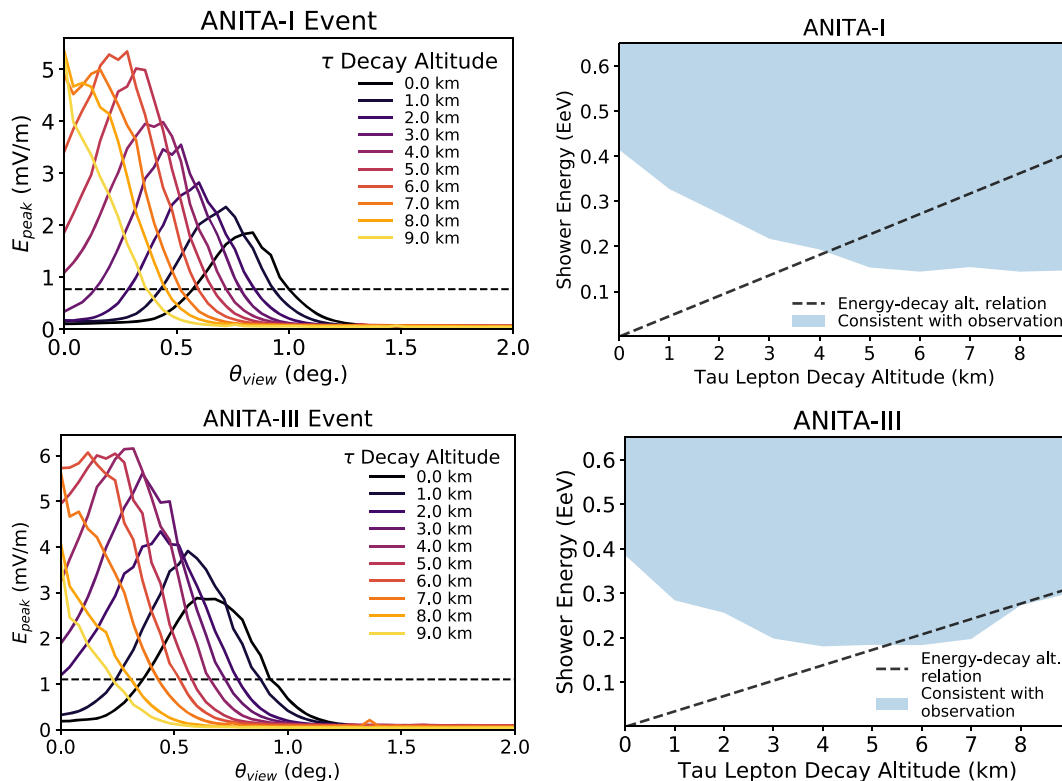 ANITA-I Event
E_peak (mV/m)
5
4
3
2
1
0
τ Decay Altitude
0.0 km
1.0 km
2.0 km
3.0 km
4.0 km
5.0 km
6.0 km
7.0 km
8.0 km
9.0 km
0.0 0.5 1.0 1.5 2.0
θ_view (deg.)
ANITA-I
Shower Energy (EeV)
0.6
0.5
0.4
0.3
0.2
0.1
Energy-decay alt. relation
Consistent with observation
0 1 2 3 4 5 6 7 8
Tau Lepton Decay Altitude (km)
ANITA-III Event
E_peak (mV/m)
6
5
4
3
2
1
0
τ Decay Altitude
0.0 km
1.0 km
2.0 km
3.0 km
4.0 km
5.0 km
6.0 km
7.0 km
8.0 km
9.0 km
0.0 0.5 1.0 1.5 2.0
θ_view (deg.)
ANITA-III
Shower Energy (EeV)
0.6
0.5
0.4
0.3
0.2
0.1
Energy-decay alt.
relation
Consistent with
observation
0 1 2 3 4 5 6 7 8
Tau Lepton Decay Altitude (km)